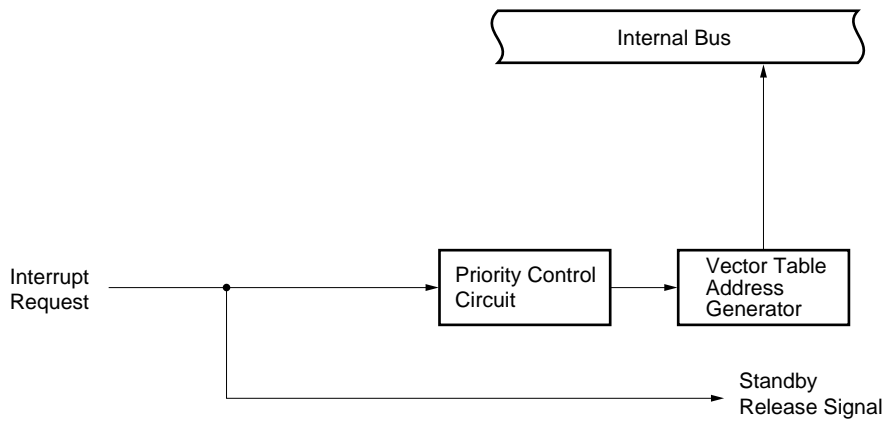 Internal Bus
Interrupt
Request
Priority Control
Circuit
Vector Table
Address
Generator
Standby
Release Signal